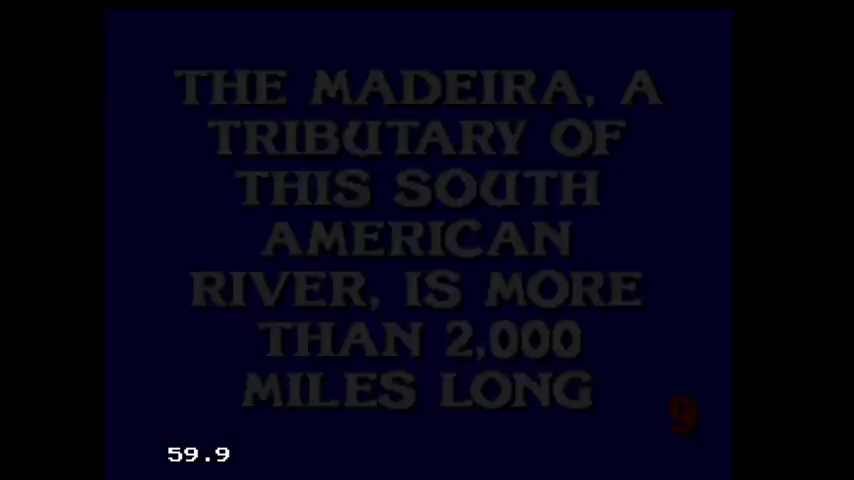 THE MADEIRA, A
TRIBUTARY OF
THIS SOUTH
AMERICAN
RIVER, IS MORE
THAN 2,000
MILES LONG
9
59.9